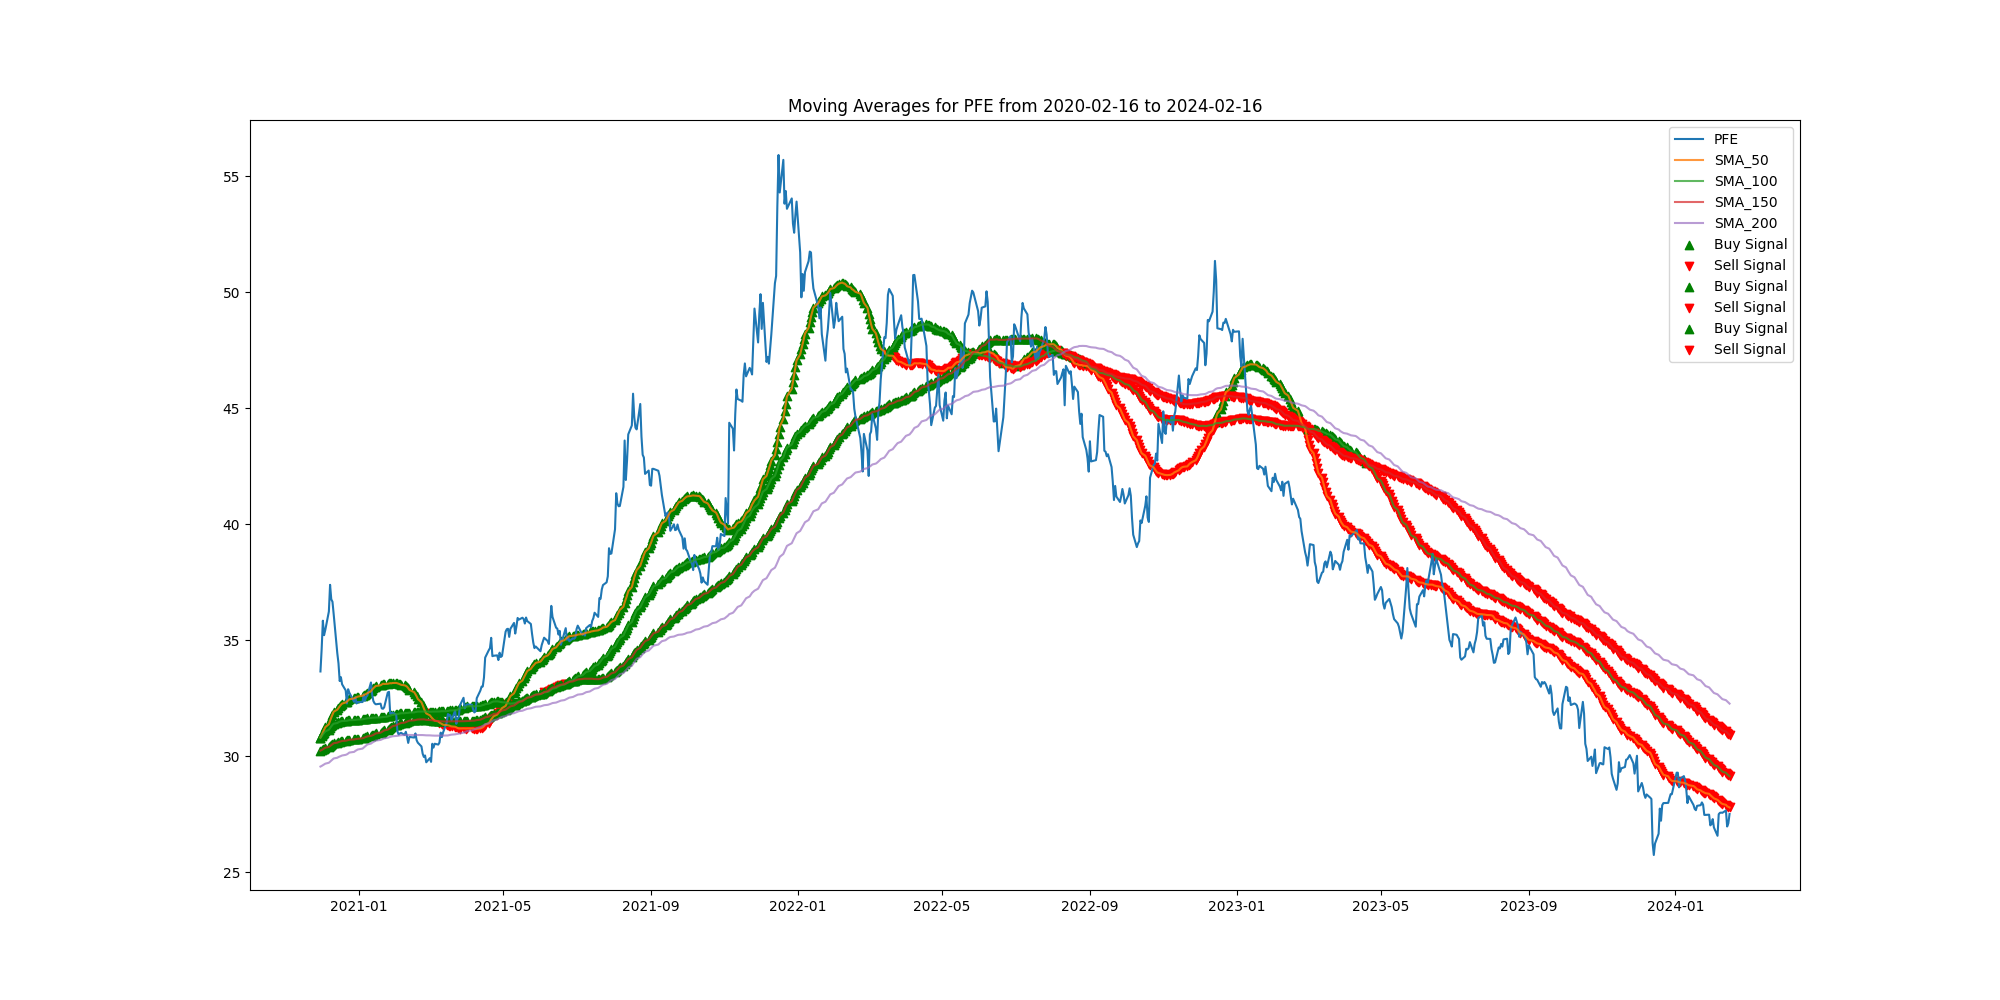 Moving Averages for PFE from 2020-02-16 to 2024-02-16
PFE
SMA_50
SMA_100
SMA_150
SMA_200
Buy Signal
Sell Signal
Buy Signal
Sell Signal
Buy Signal
Sell Signal
55
50
45
40
35
30
25
2021-01 2021-05 2021-09 2022-01 2022-05 2022-09 2023-01 2023-05 2023-09 2024-01